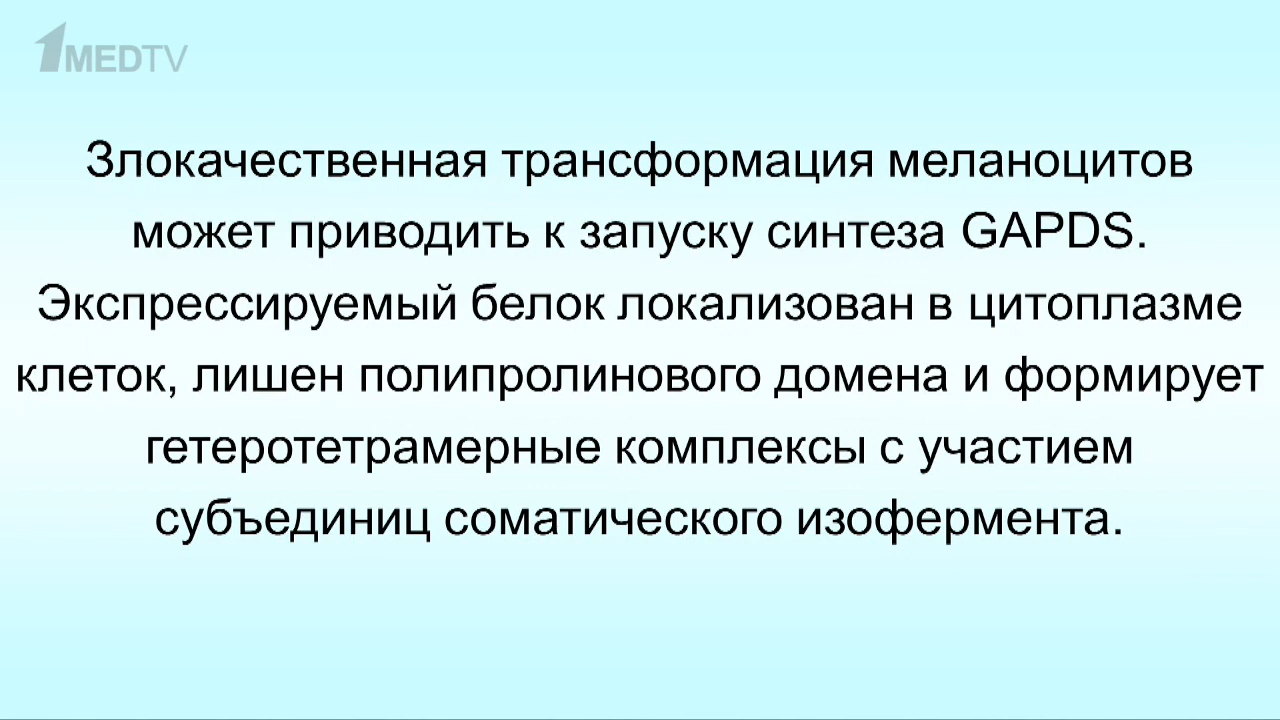 1MEDTV
Злокачественная трансформация меланоцитов
может приводить к запуску синтеза GAPDS.
Экспрессируемый белок локализован в цитоплазме
клеток, лишен полипролинового домена и формирует
гетеротетрамерные комплексы с участием
субъединиц соматического изофермента.